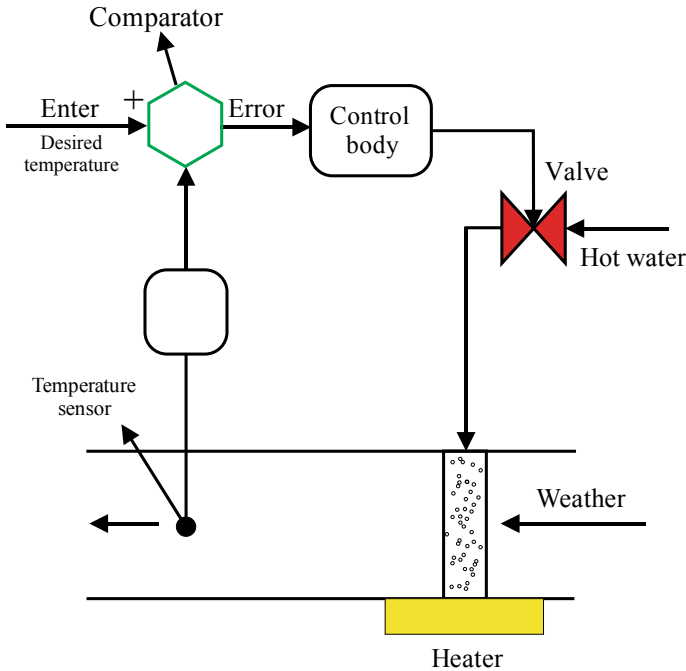 Comparator
+
Enter
Error
Desired
temperature
Control
body
Valve
Hot water
Temperature
sensor
Weather
Heater